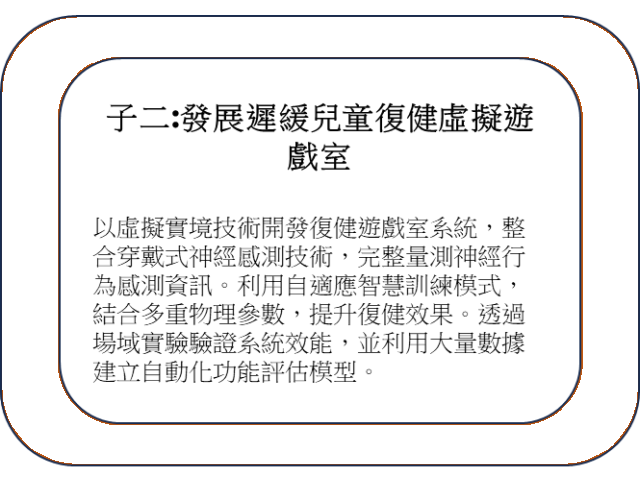 子二:發展遲緩兒童復健虛擬遊
戲室
以虛擬實境技術開發復健遊戲室系統，整
合穿戴式神經感測技術，完整量測神經行
為感測資訊。利用自適應智慧訓練模式，
結合多重物理參數，提升復健效果。透過
場域實驗驗證系統效能，並利用大量數據
建立自動化功能評估模型。